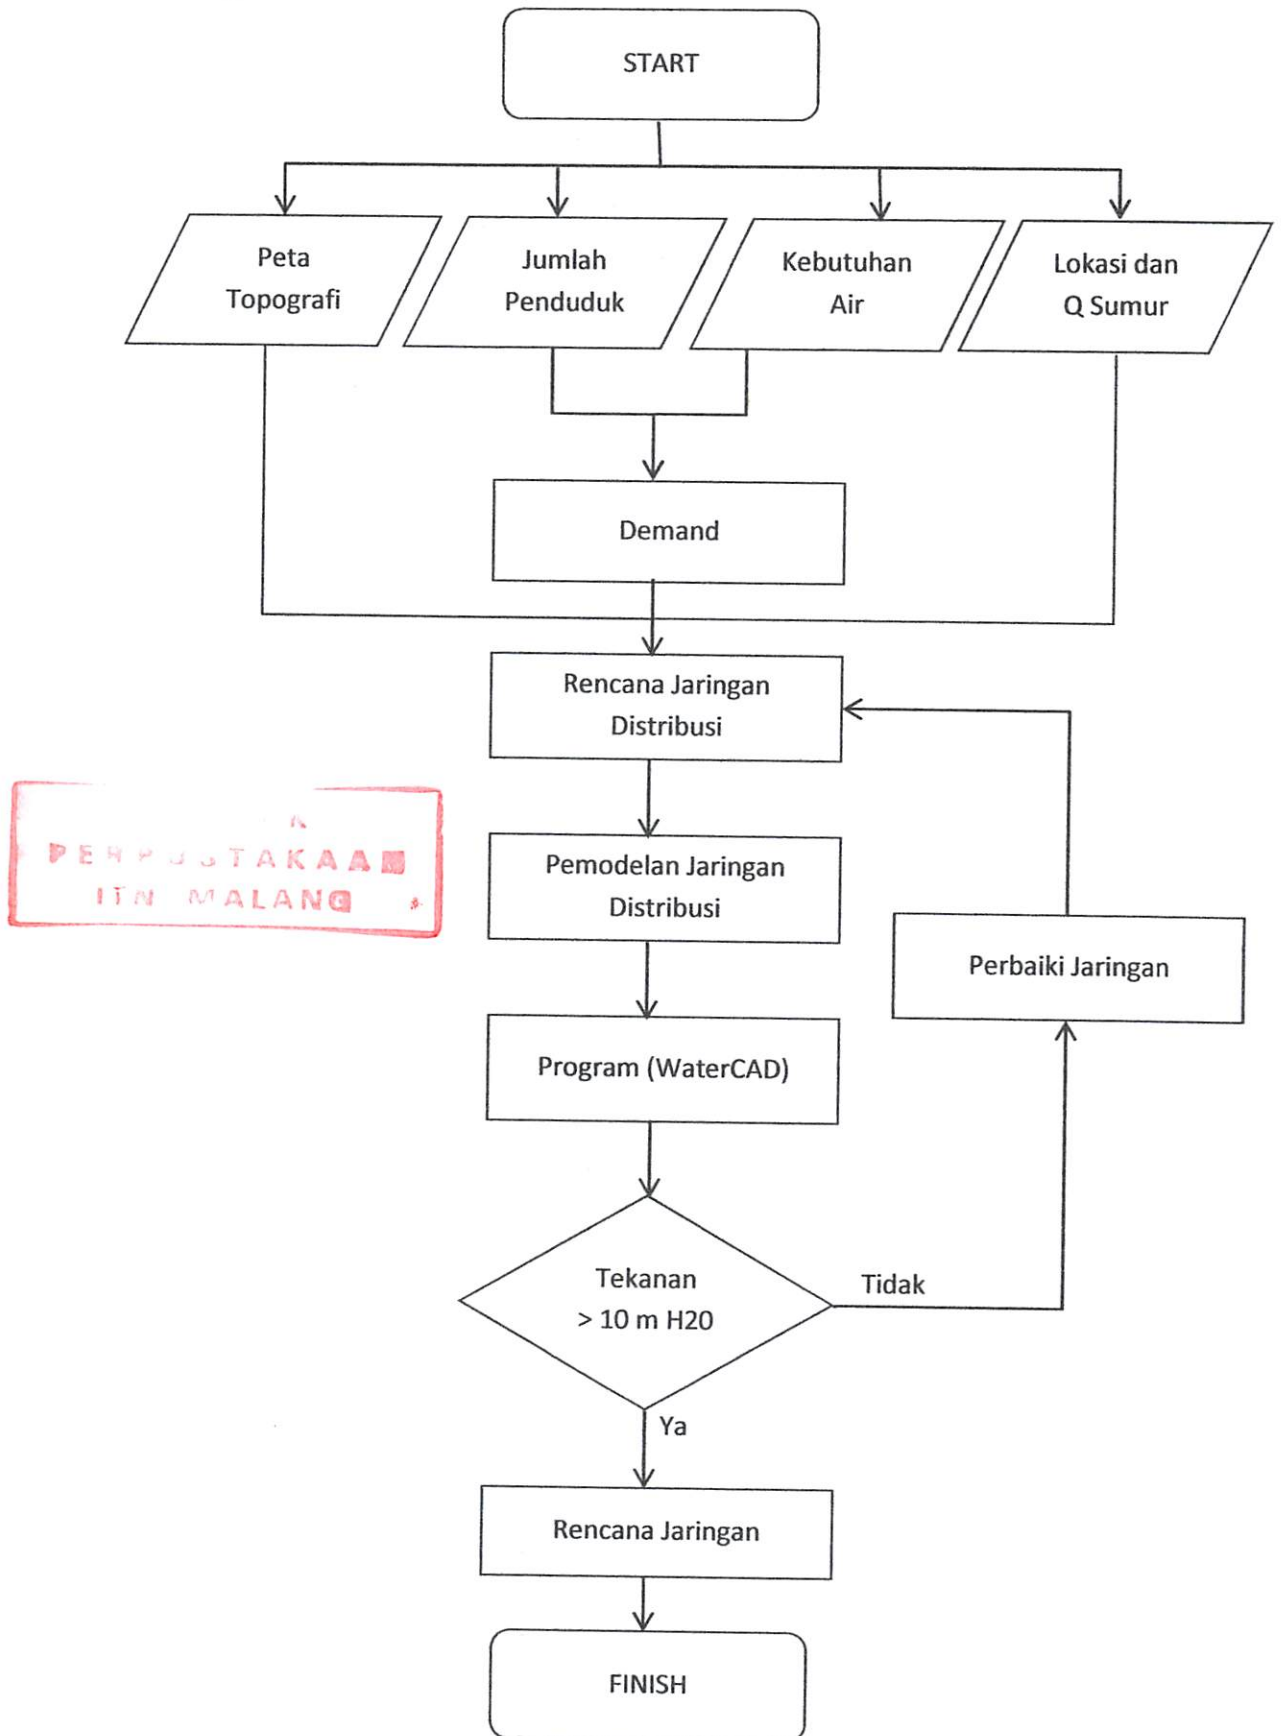 START
Peta
Topografi
Jumlah
Penduduk
Kebutuhan
Air
Lokasi dan
Q Sumur
Demand
Rencana Jaringan
Distribusi
Pemodelan Jaringan
Distribusi
PERPUSTAKAAN
ITN MALANG
Perbaiki Jaringan
Program (WaterCAD)
Tekanan
> 10 m H20
Tidak
Ya
Rencana Jaringan
FINISH